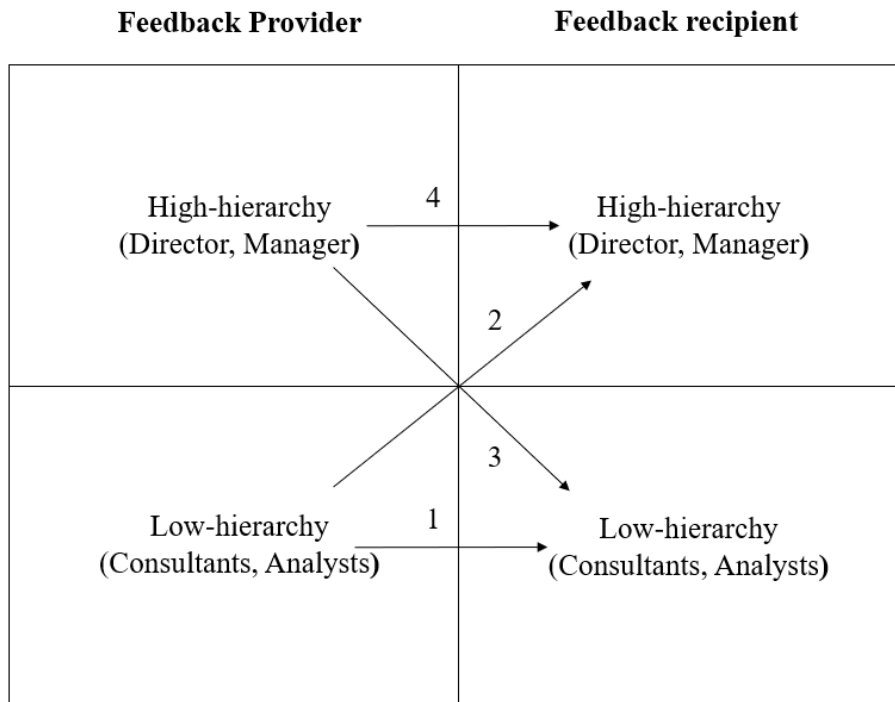 Feedback Provider
Feedback recipient
High-hierarchy
(Director, Manager)
4
High-hierarchy
(Director, Manager)
2
3
Low-hierarchy
(Consultants, Analysts)
1
Low-hierarchy
(Consultants, Analysts)